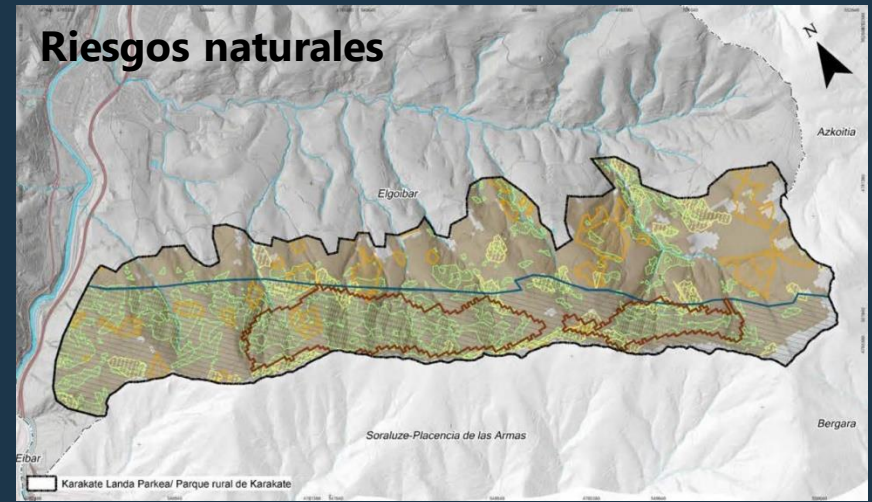 Riesgos naturales
N
Azkoitia
Elgoibar
Soraluze-Placencia de las Armas
Bergara
Eibar
Karakate Landa Parkea/ Parque rural de Karakate